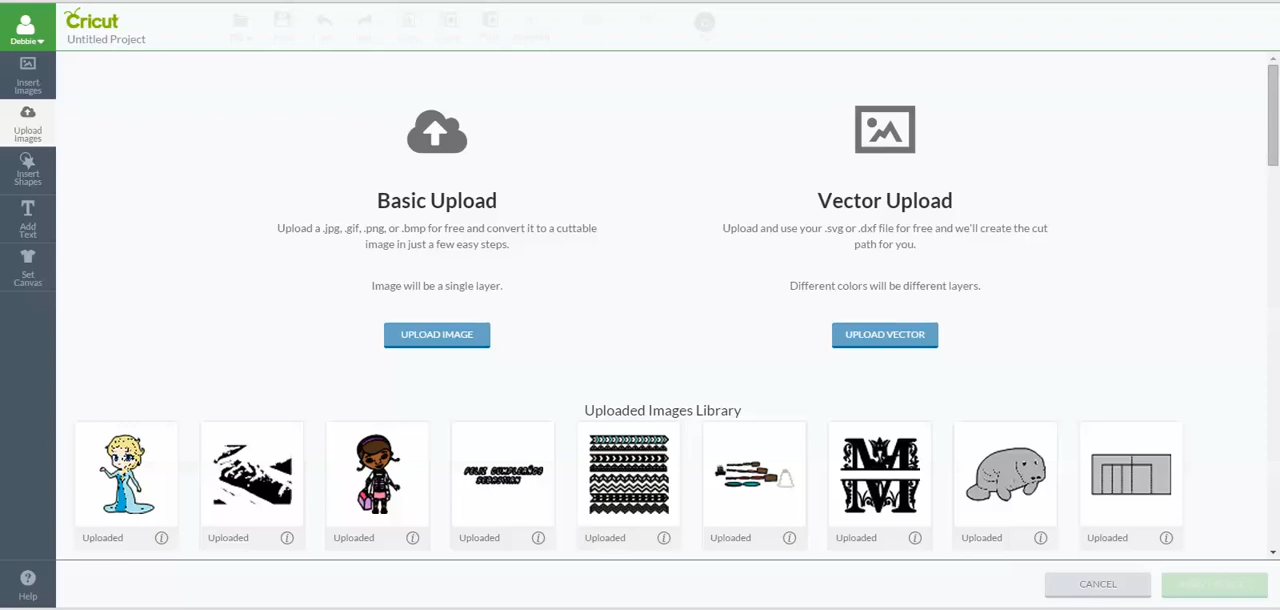 Cricut
Debbie
Untitled Project
Insert
Images
Upload
Images
Insert
Shapes
Add
Text
Set
Canvas
Help
Basic Upload
Upload a .jpg, .gif, .png, or .bmp for free and convert it to a cuttable
image in just a few easy steps.
Image will be a single layer.
UPLOAD IMAGE
Vector Upload
Upload and use your .svg or .dxf file for free and we'll create the cut
path for you.
Different colors will be different layers.
UPLOAD VECTOR
Uploaded Images Library
FELIZ CUMPLEAÑOS
SEBASTIAN
M
Uploaded
Uploaded
Uploaded
Uploaded
Uploaded
Uploaded
Uploaded
Uploaded
Uploaded
CANCEL